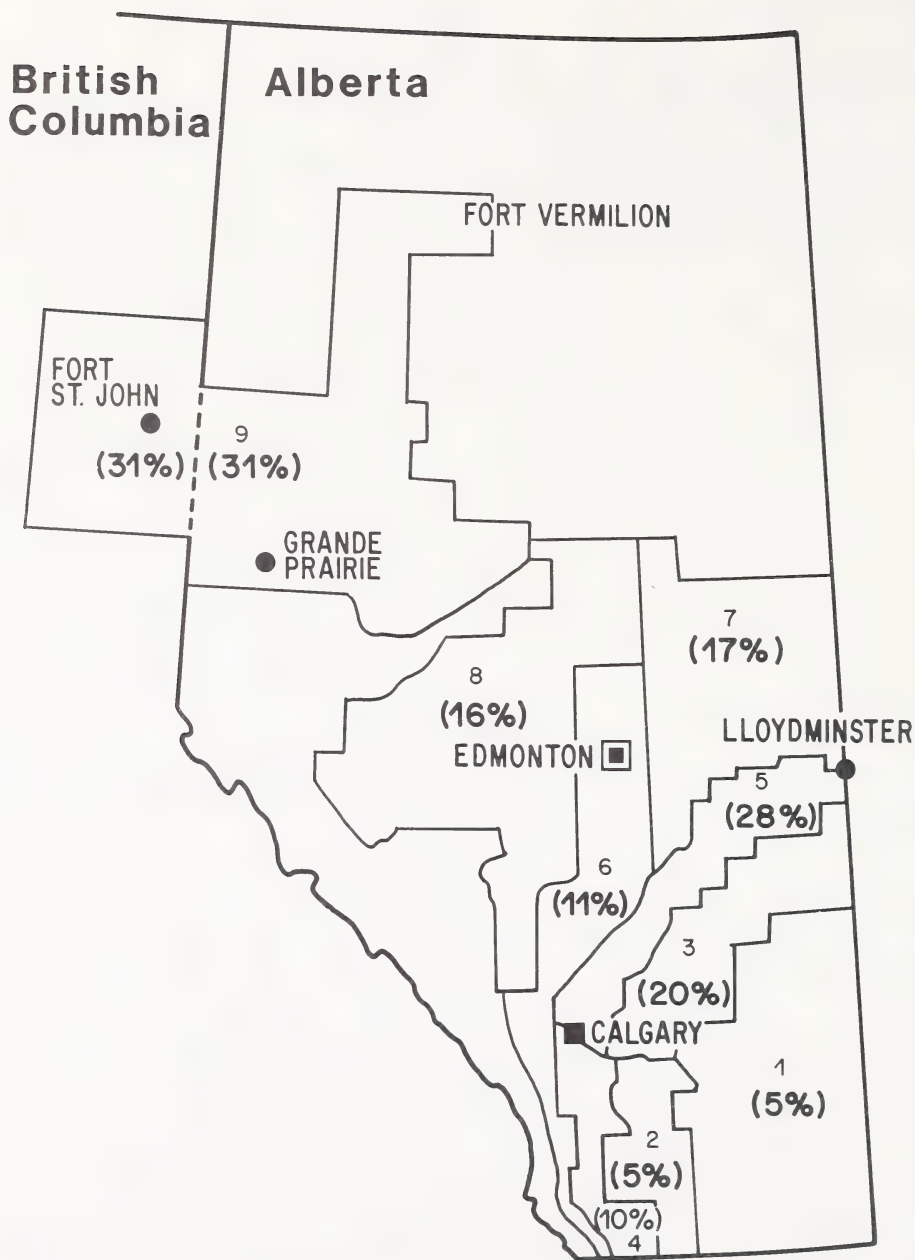 British
Columbia
Alberta
FORT VERMILION
FORT
ST. JOHN
9
(31%)
(31%)
GRANDE
PRAIRIE
7
(17%)
8
(16%)
EDMONTON
LLOYDMINSTER
5
(28%)
6
(11%)
3
(20%)
CALGARY
1
(5%)
2
(5%)
(10%)
4